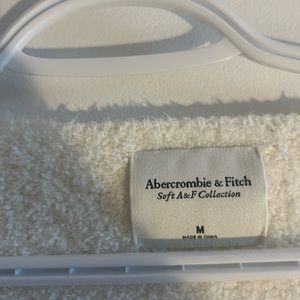 Abercrombie & Fitch
Soft A&F Collection
M
MADE IN CHINA